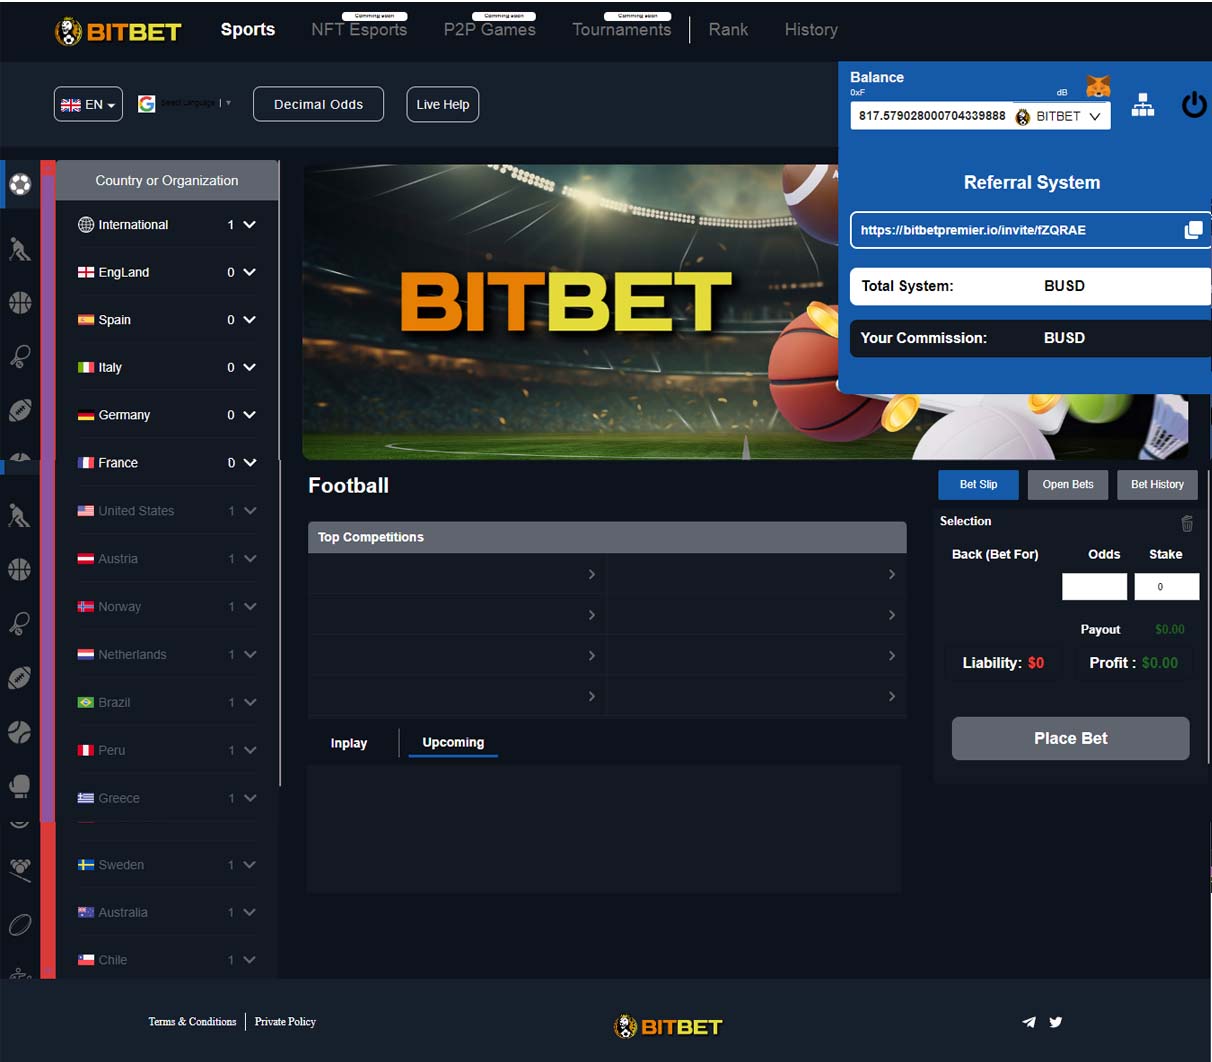 BITBET
Sports
NFT Esports
Comming soon
P2P Games
Comming soon
Tournaments
Comming soon
Rank
History
EN
Select Language
Decimal Odds
Live Help
Balance
0xF
dB
817.579028000704339888
BITBET
Referral System
https://bitbetpremier.io/invite/fZQRAE
Total System: BUSD
Your Commission: BUSD
Country or Organization
International 1
EngLand 0
Spain 0
Italy 0
Germany 0
France 0
United States 1
Austria 1
Norway 1
Netherlands 1
Brazil 1
Peru 1
Greece 1
Sweden 1
Australia 1
Chile 1
BITBET
Football
Top Competitions
Inplay
Upcoming
Bet Slip
Open Bets
Bet History
Selection
Back (Bet For) Odds Stake
0
Payout $0.00
Liability: $0 Profit : $0.00
Place Bet
Terms & Conditions
Private Policy
BITBET